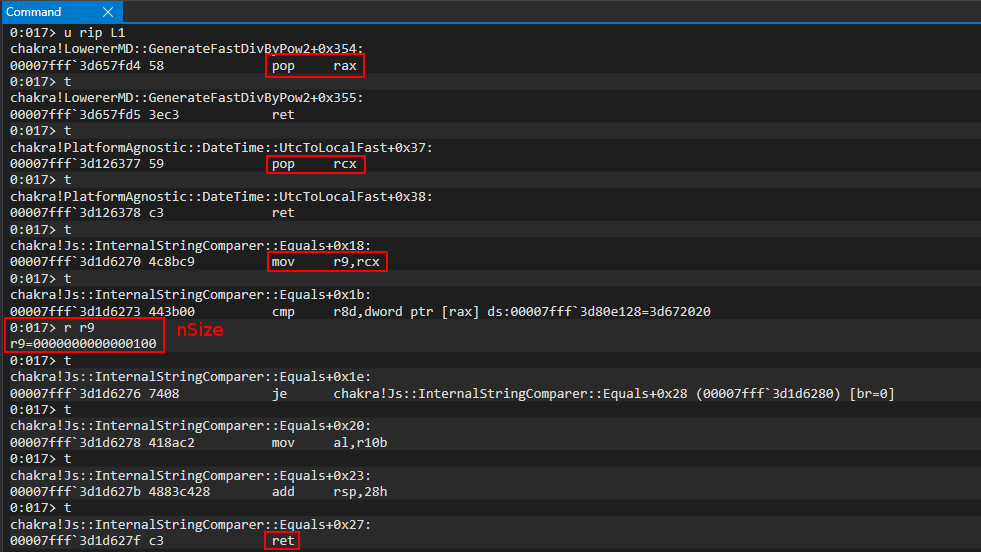 Command
0:017> u rip L1
chakra!LowererMD::GenerateFastDivByPow2+0x354:
00007fff`3d657fd4 58 pop rax
0:017> t
chakra!LowererMD::GenerateFastDivByPow2+0x355:
00007fff`3d657fd5 3ec3 ret
0:017> t
chakra!PlatformAgnostic::DateTime::UtcToLocalFast+0x37:
00007fff`3d126377 59 pop rcx
0:017> t
chakra!PlatformAgnostic::DateTime::UtcToLocalFast+0x38:
00007fff`3d126378 c3 ret
0:017> t
chakra!Js::InternalStringComparer::Equals+0x18:
00007fff`3d1d6270 4c8bc9 mov r9,rcx
0:017> t
chakra!Js::InternalStringComparer::Equals+0x1b:
00007fff`3d1d6273 443b00 cmp r8d,dword ptr [rax] ds:00007fff`3d80e128=3d672020
0:017> r r9 nSize
r9=0000000000000100
0:017> t
chakra!Js::InternalStringComparer::Equals+0x1e:
00007fff`3d1d6276 7408 je chakra!Js::InternalStringComparer::Equals+0x28 (00007fff`3d1d6280) [br=0]
0:017> t
chakra!Js::InternalStringComparer::Equals+0x20:
00007fff`3d1d6278 418ac2 mov al,r10b
0:017> t
chakra!Js::InternalStringComparer::Equals+0x23:
00007fff`3d1d627b 4883c428 add rsp,28h
0:017> t
chakra!Js::InternalStringComparer::Equals+0x27:
00007fff`3d1d627f c3 ret